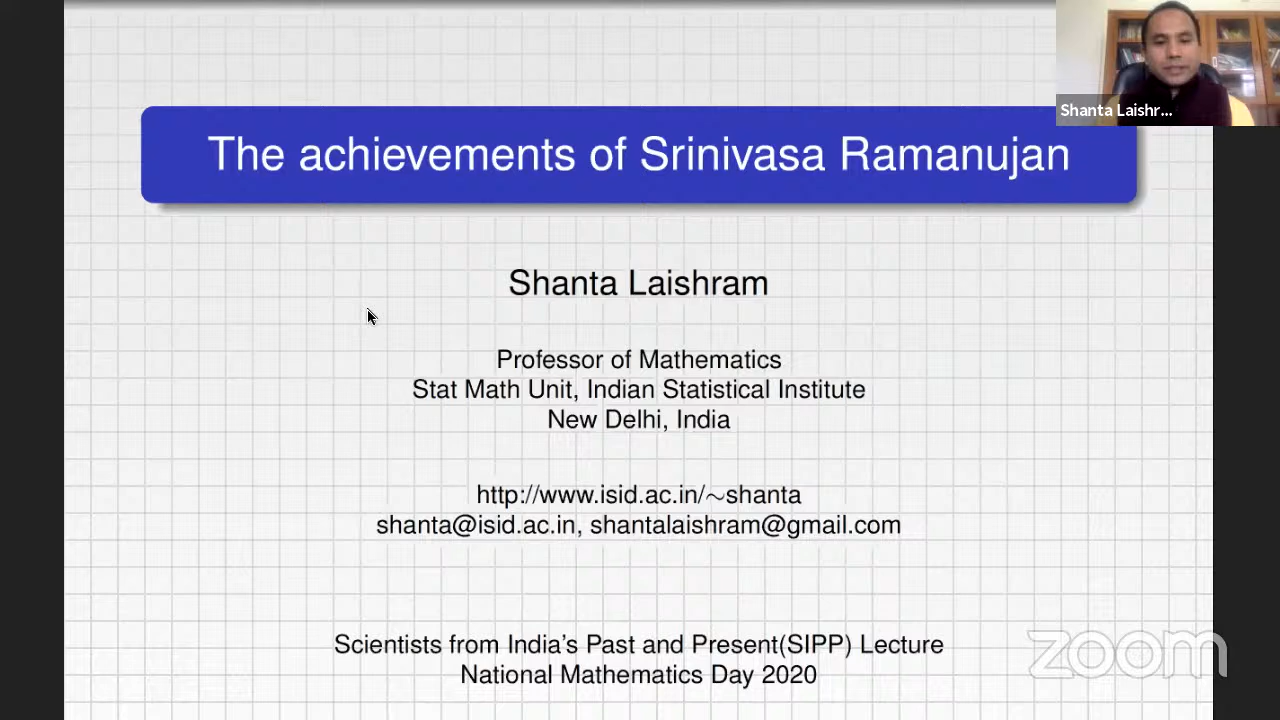 Shanta Laishr...
The achievements of Srinivasa Ramanujan
Shanta Laishram
Professor of Mathematics
Stat Math Unit, Indian Statistical Institute
New Delhi, India
http://www.isid.ac.in/∼shanta
shanta@isid.ac.in, shantalaishram@gmail.com
Scientists from India's Past and Present(SIPP) Lecture
National Mathematics Day 2020
zoom